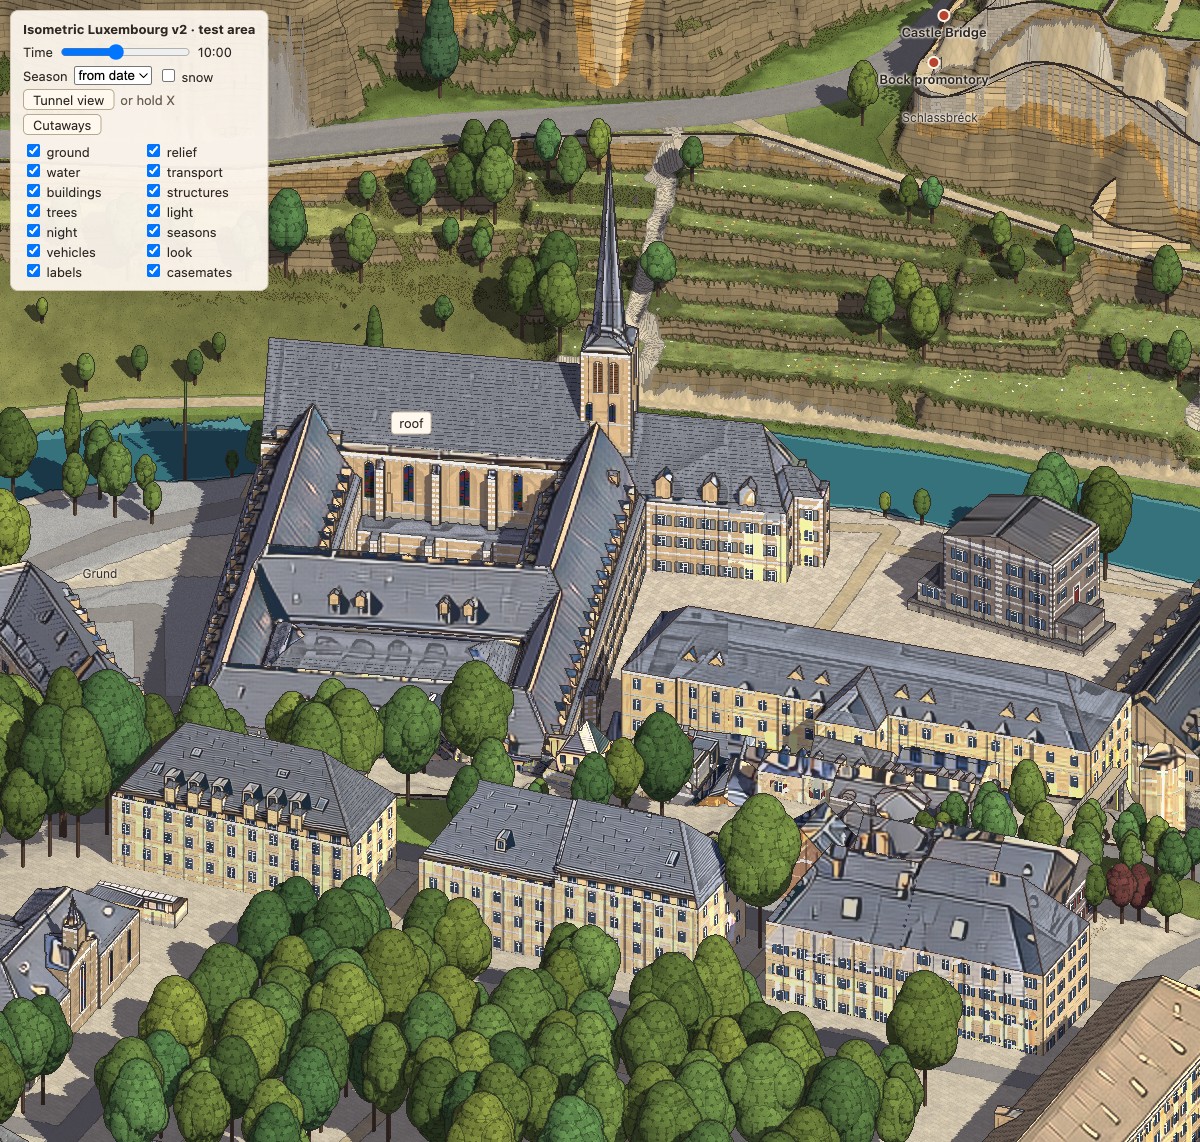 Isometric Luxembourg v2 · test area
Time 10:00
Season from date snow
Tunnel view or hold X
Cutaways
ground relief
water transport
buildings structures
trees light
night seasons
vehicles look
labels casemates
Castle Bridge
Bock promontory
Schlassbréck
roof
Grund